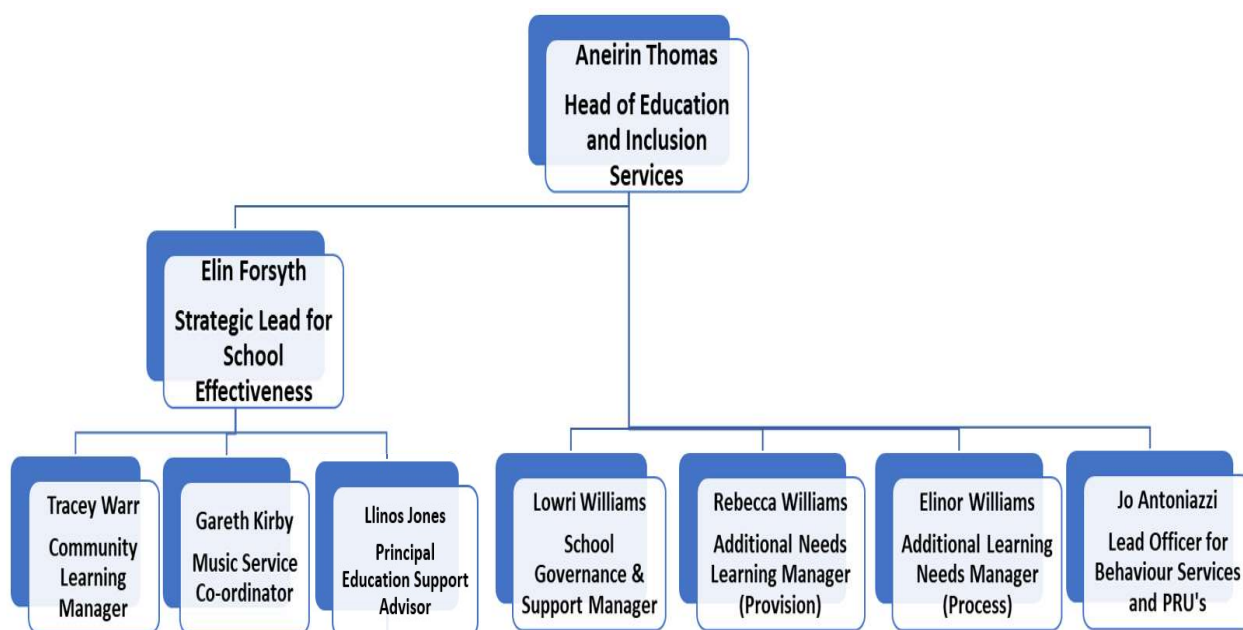 Aneirin Thomas
Head of Education
and Inclusion
Services
Elin Forsyth
Strategic Lead for
School
Effectiveness
Tracey Warr
Community
Learning
Manager
Gareth Kirby
Music Service
Co-ordinator
Llinos Jones
Principal
Education Support
Advisor
Lowri Williams
School
Governance &
Support Manager
Rebecca Williams
Additional Needs
Learning Manager
(Provision)
Elinor Williams
Additional Learning
Needs Manager
(Process)
Jo Antoniazzi
Lead Officer for
Behaviour Services
and PRU's